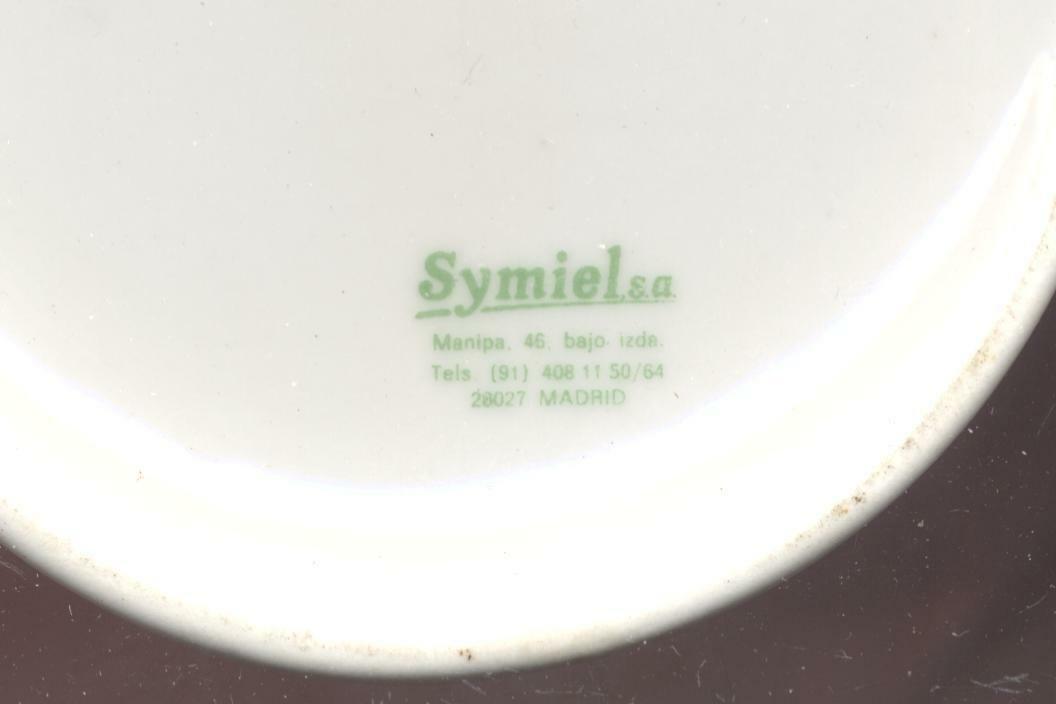 Symiel,s.a.
Manipa, 46, bajo izda.
Tels. (91) 408 11 50/64
28027 MADRID